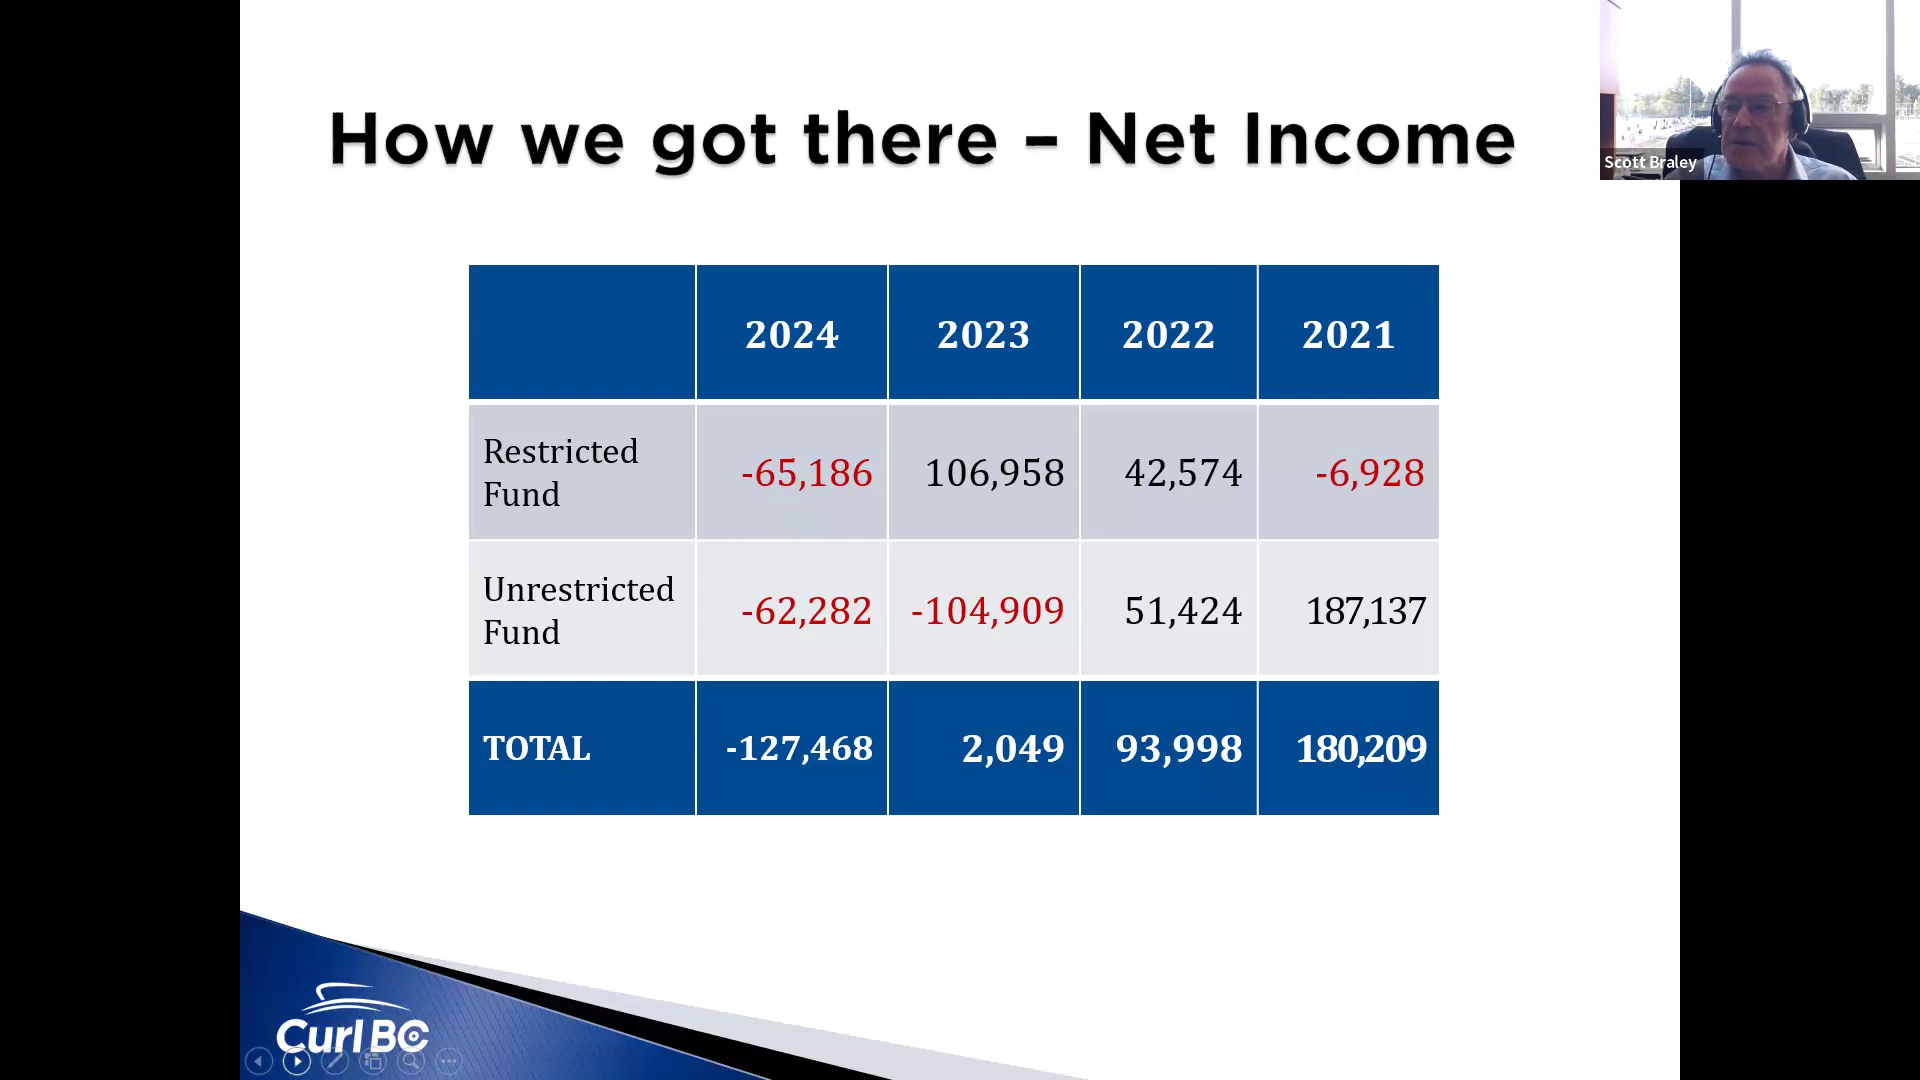 How we got there – Net Income
Scott Braley
2024 2023 2022 2021
Restricted Fund -65,186 106,958 42,574 -6,928
Unrestricted Fund -62,282 -104,909 51,424 187,137
TOTAL -127,468 2,049 93,998 180,209
Curl BC